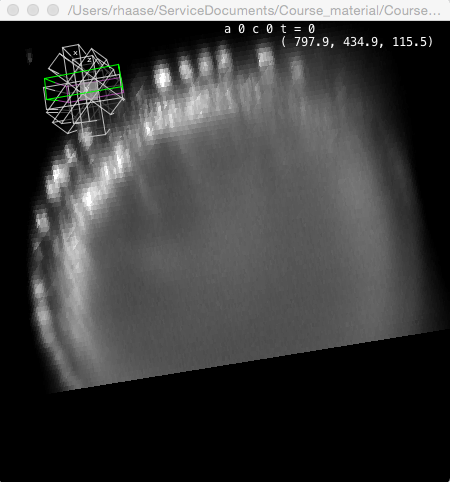 /Users/rhaase/ServiceDocuments/Course_material/Course...
a 0 c 0 t = 0
( 797.9, 434.9, 115.5)
x
z